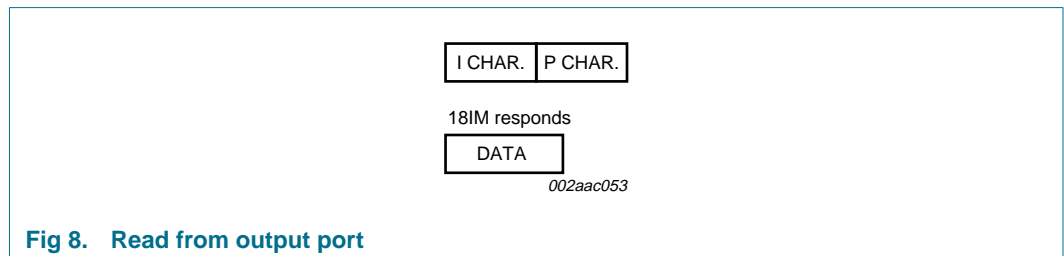 I CHAR. P CHAR.
18IM responds
DATA
002aac053
Fig 8. Read from output port